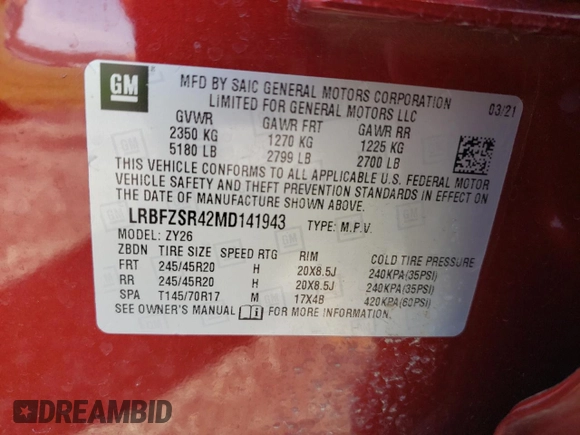 GM
MFD BY SAIC GENERAL MOTORS CORPORATION
LIMITED FOR GENERAL MOTORS LLC
03/21
GVWR GAWR FRT GAWR RR
2350 KG 1270 KG 1225 KG
5180 LB 2799 LB 2700 LB
THIS VEHICLE CONFORMS TO ALL APPLICABLE U.S. FEDERAL MOTOR
VEHICLE SAFETY AND THEFT PREVENTION STANDARDS IN EFFECT ON
THE DATE OF MANUFACTURE SHOWN ABOVE.
LRBFZSR42MD141943 TYPE: M.P.V.
MODEL: ZY26
ZBDN TIRE SIZE SPEED RTG RIM COLD TIRE PRESSURE
FRT 245/45R20 H 20X8.5J 240KPA(35PSI)
RR 245/45R20 H 20X8.5J 240KPA(35PSI)
SPA T145/70R17 M 17X4B 420KPA(60PSI)
SEE OWNER'S MANUAL FOR MORE INFORMATION.
DREAMBID